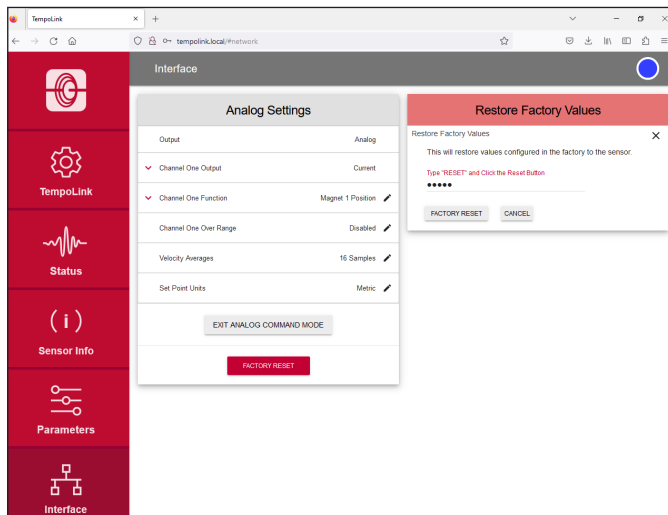 TempoLink
tempolink.local/#network
Interface
TempoLink
Status
(i)
Sensor Info
Parameters
Interface
Analog Settings
Output Analog
Channel One Output Current
Channel One Function Magnet 1 Position
Channel One Over Range Disabled
Velocity Averages 16 Samples
Set Point Units Metric
EXIT ANALOG COMMAND MODE
FACTORY RESET
Restore Factory Values
Restore Factory Values
This will restore values configured in the factory to the sensor.
Type "RESET" and Click the Reset Button
•••••
FACTORY RESET CANCEL